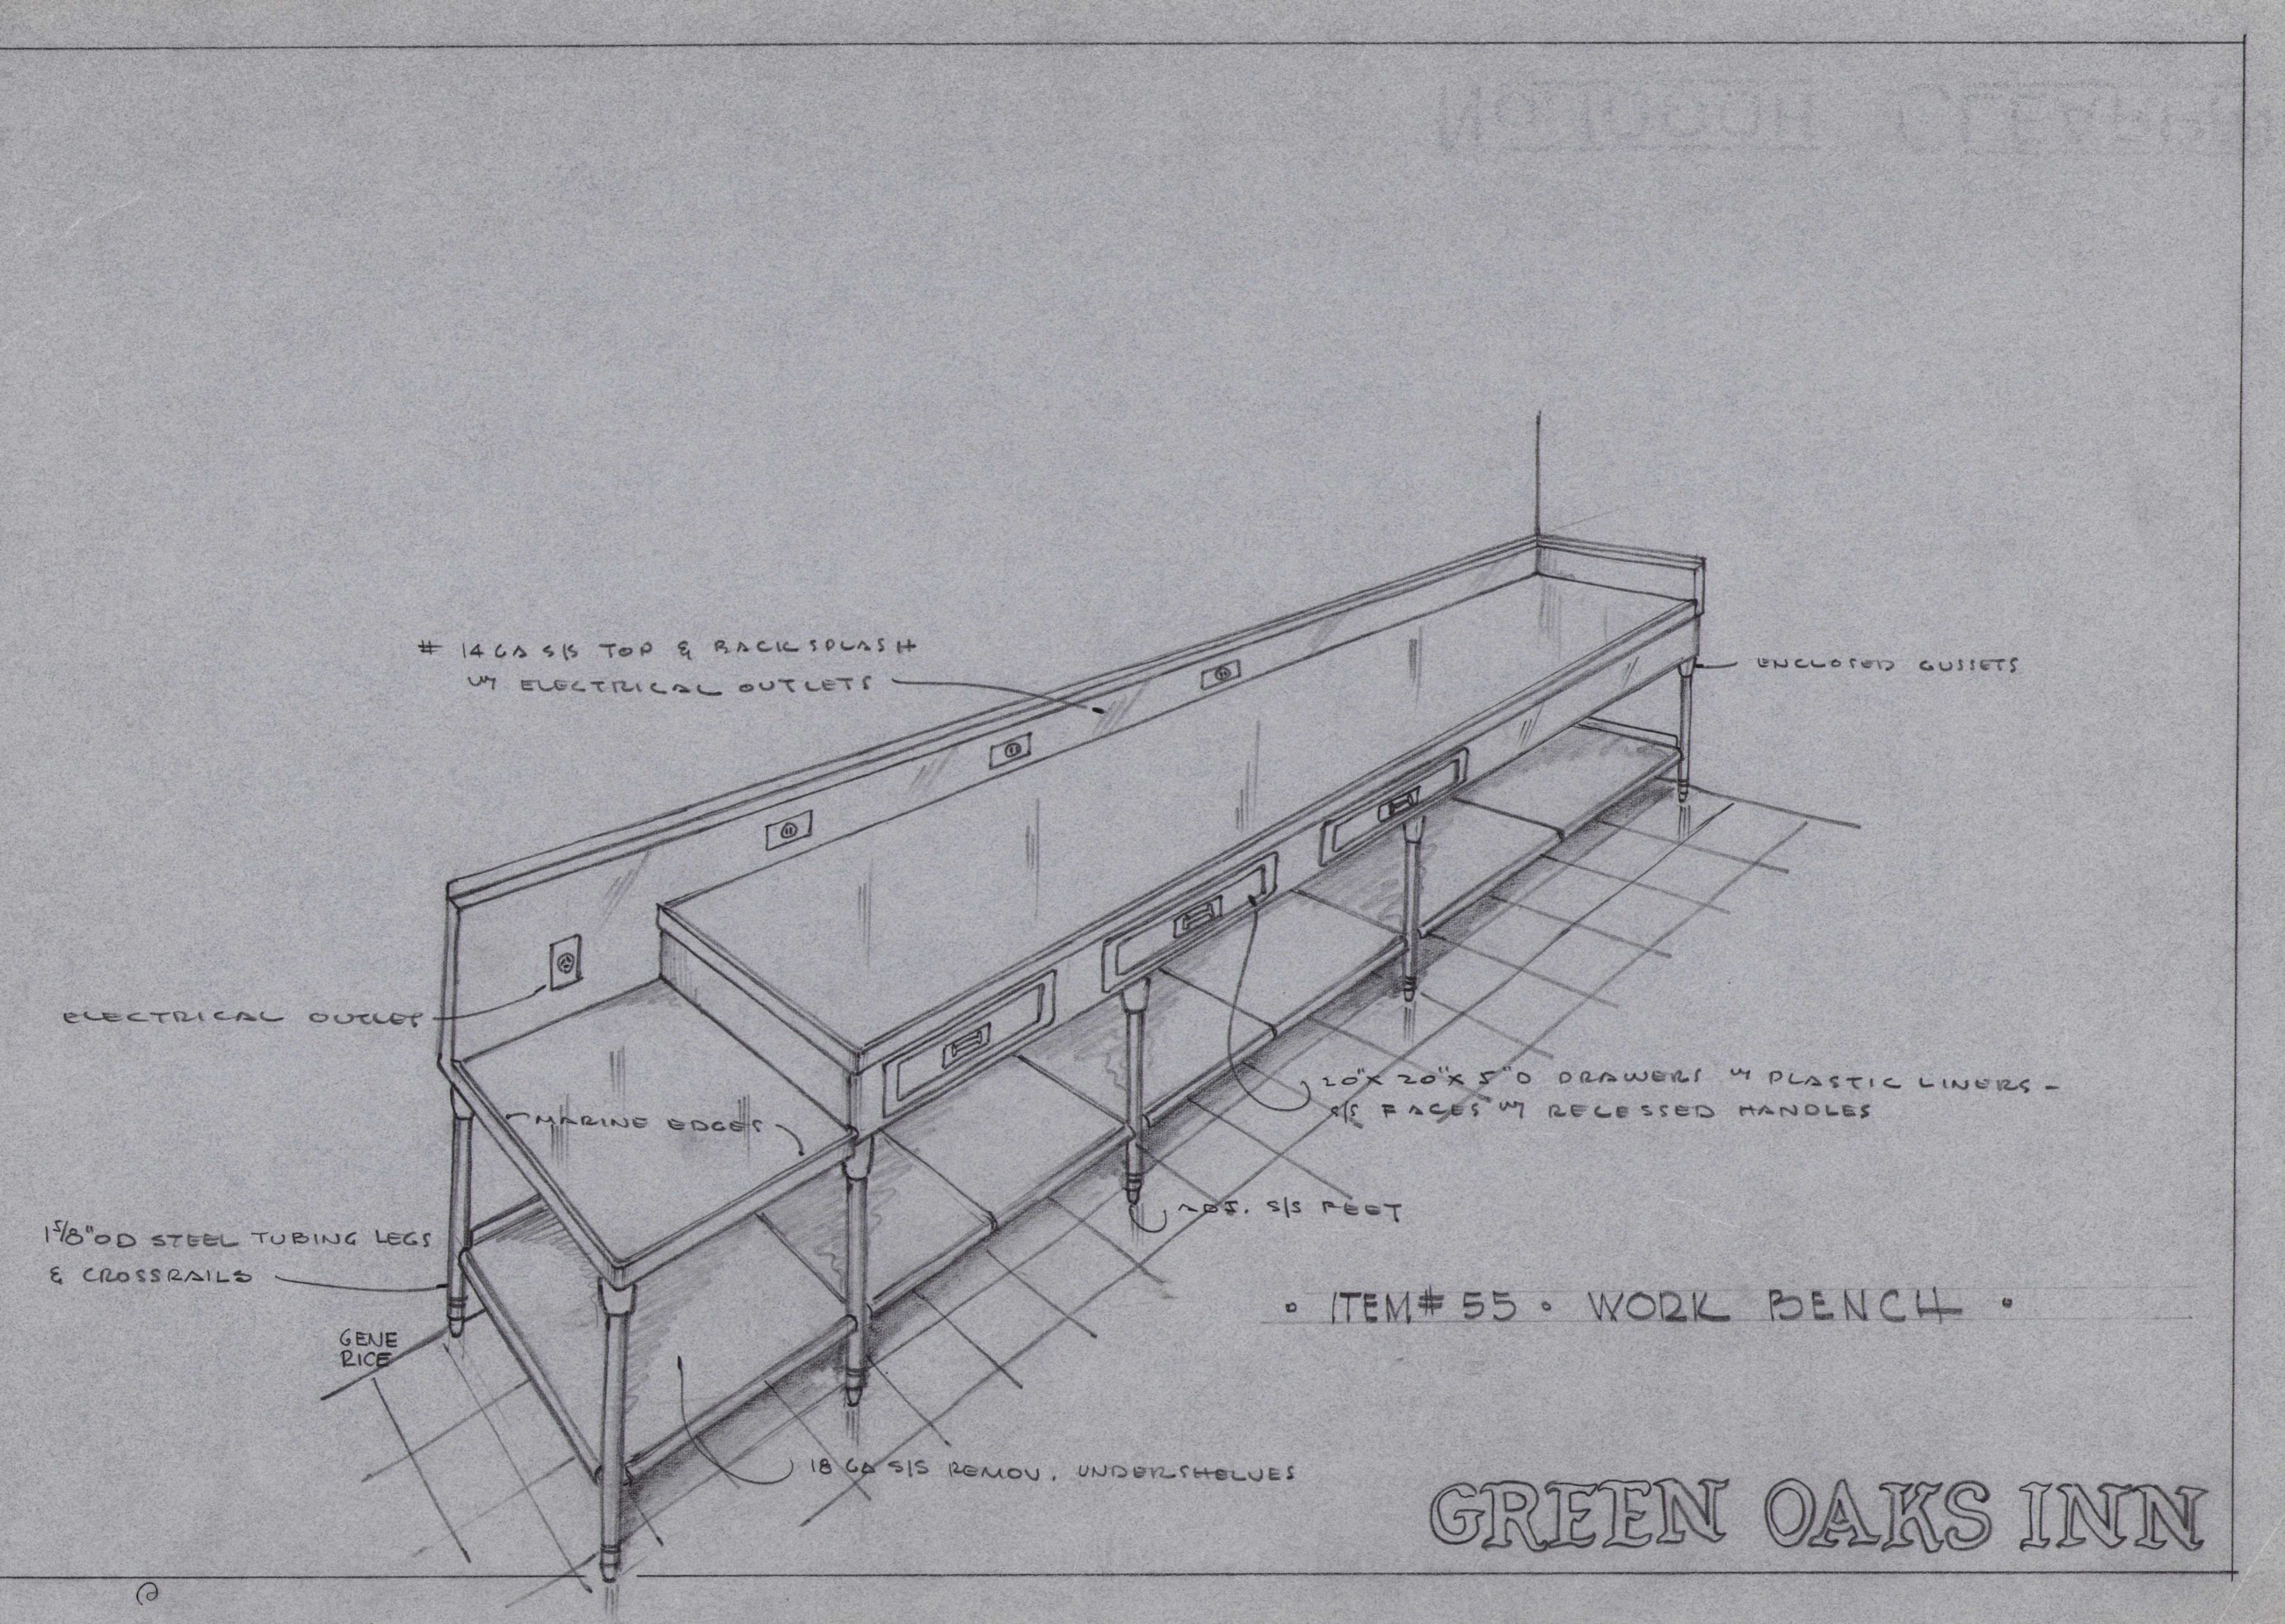 # 14 GA S/S TOP & BACKSPLASH
W/ ELECTRICAL OUTLETS
ENCLOSED GUSSETS
ELECTRICAL OUTLET
MARINE EDGES
20"X 20"X 5"D DRAWERS W/ PLASTIC LINERS -
S/S FACES W/ RECESSED HANDLES
1 5/8" OD STEEL TUBING LEGS
& CROSSRAILS
ADJ. S/S FEET
GENE
RICE
• ITEM# 55 • WORK BENCH •
18 GA S/S REMOV. UNDERSHELVES
GREEN OAKS INN